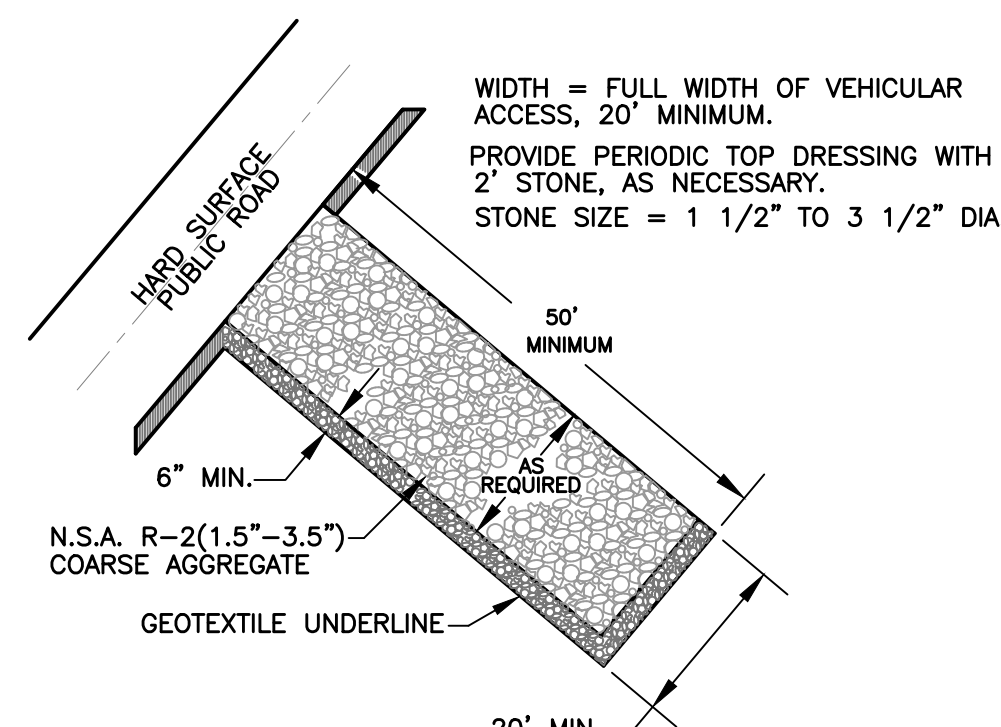 WIDTH = FULL WIDTH OF VEHICULAR
ACCESS, 20' MINIMUM.
PROVIDE PERIODIC TOP DRESSING WITH
2' STONE, AS NECESSARY.
STONE SIZE = 1 1/2" TO 3 1/2" DIA
HARD SURFACE
PUBLIC ROAD
50'
MINIMUM
AS
REQUIRED
6" MIN.
N.S.A. R-2(1.5"-3.5")
COARSE AGGREGATE
GEOTEXTILE UNDERLINE
20' MIN